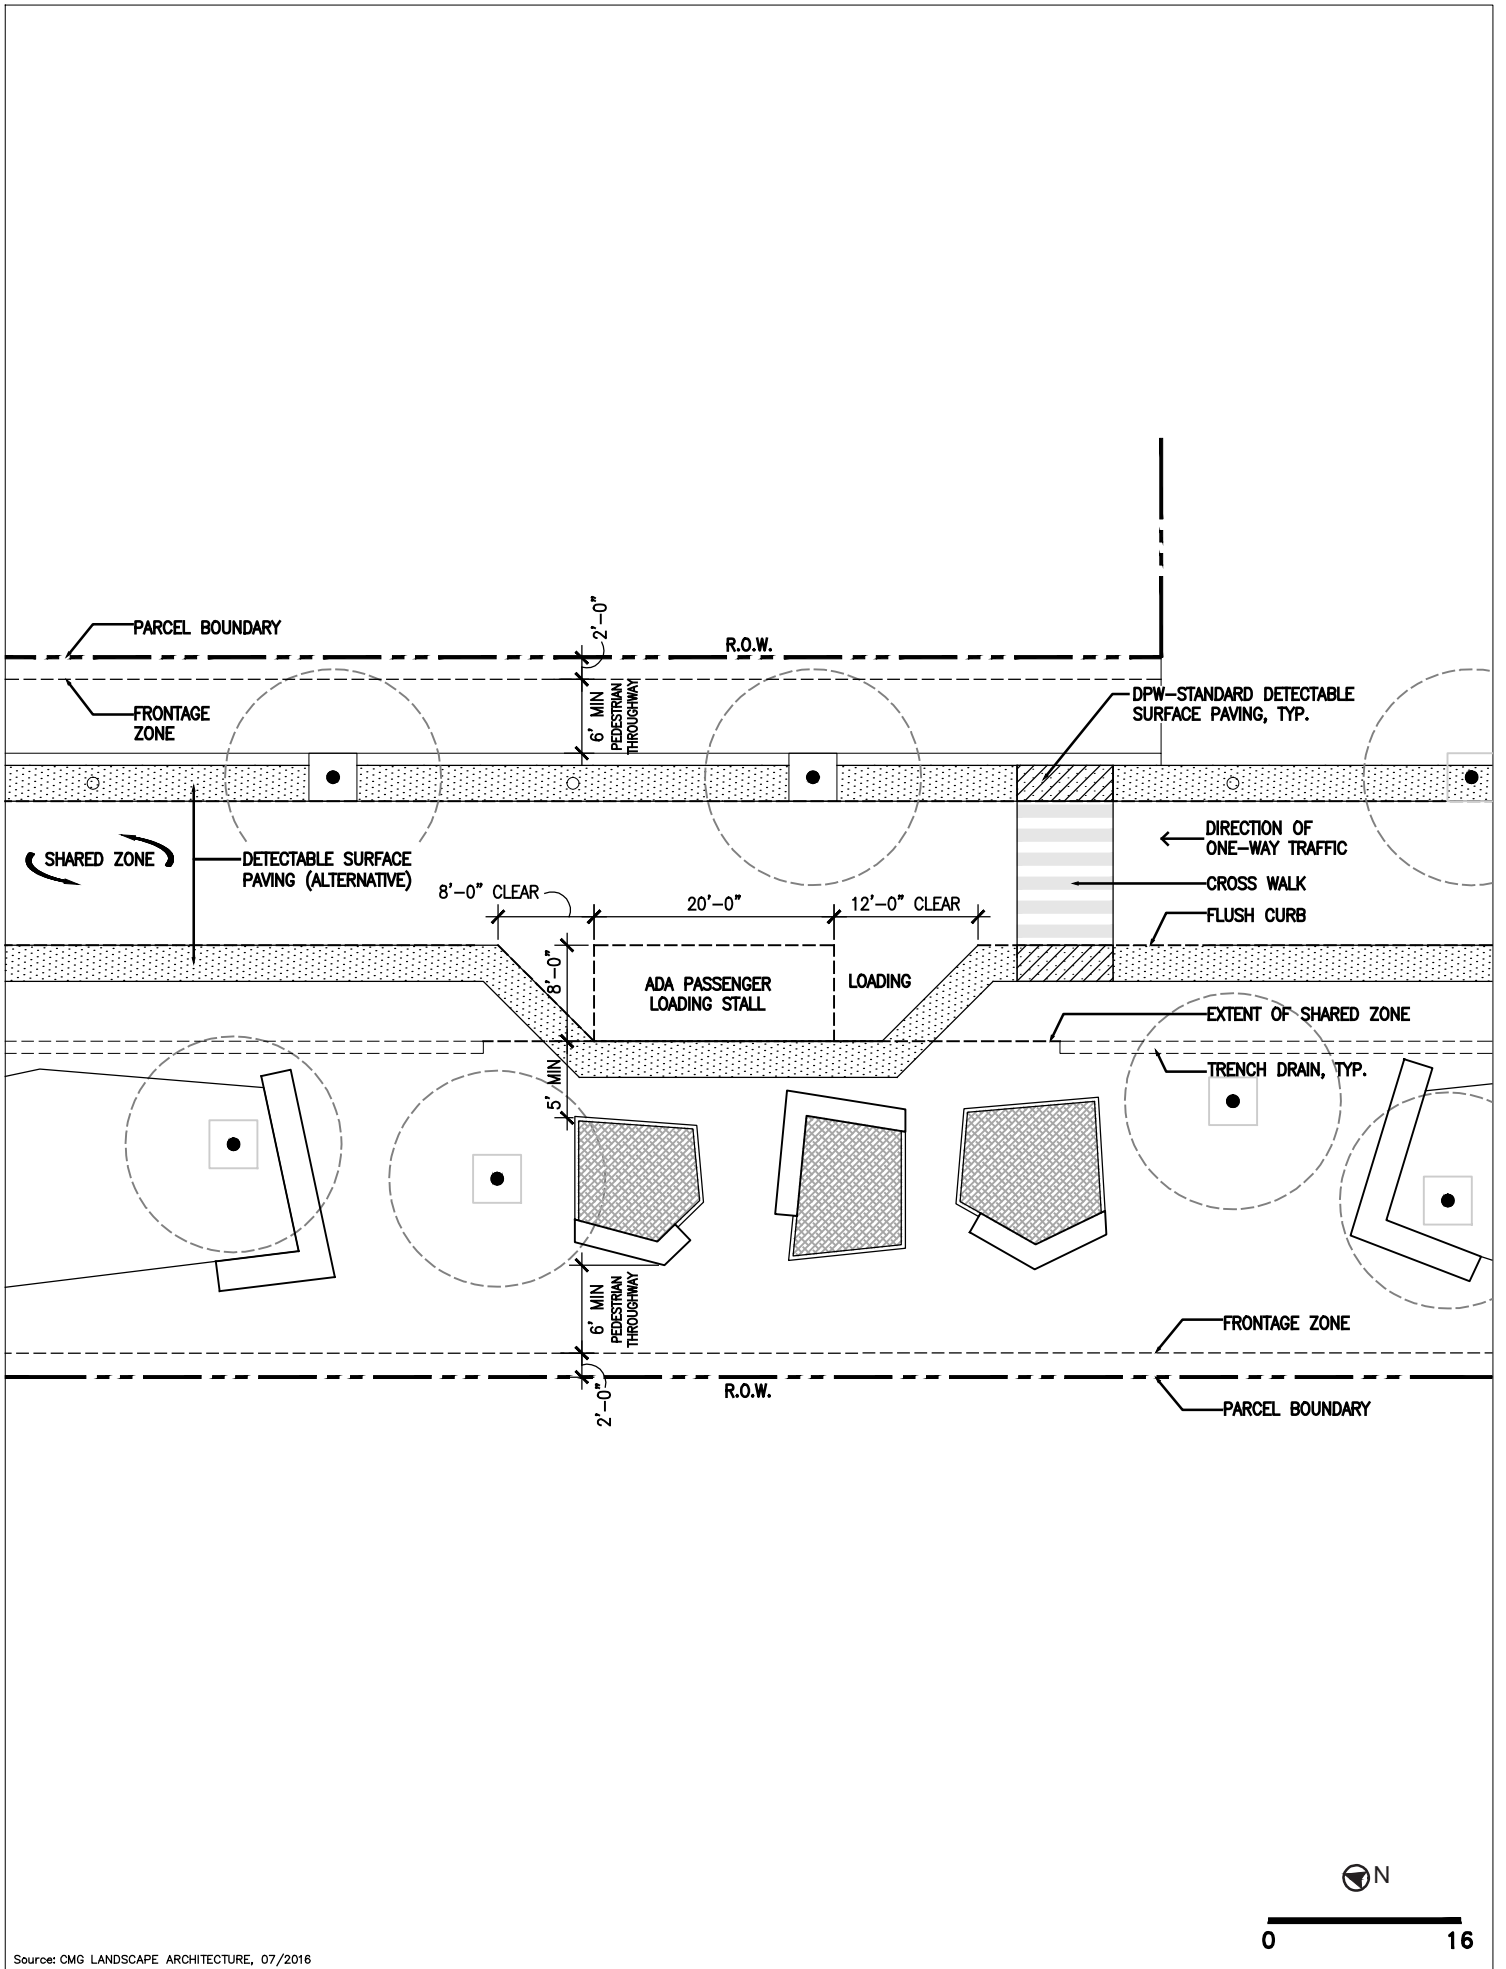 2'-0"
PARCEL BOUNDARY
R.O.W.
6' MIN
PEDESTRIAN
THROUGHWAY
DPW-STANDARD DETECTABLE
SURFACE PAVING, TYP.
FRONTAGE
ZONE
DIRECTION OF
ONE-WAY TRAFFIC
SHARED ZONE
DETECTABLE SURFACE
PAVING (ALTERNATIVE)
CROSS WALK
8'-0" CLEAR
20'-0"
12'-0" CLEAR
FLUSH CURB
8'-0"
ADA PASSENGER
LOADING STALL
LOADING
EXTENT OF SHARED ZONE
5' MIN
TRENCH DRAIN, TYP.
6' MIN
PEDESTRIAN
THROUGHWAY
FRONTAGE ZONE
2'-0"
R.O.W.
PARCEL BOUNDARY
N
0 16
Source: CMG LANDSCAPE ARCHITECTURE, 07/2016